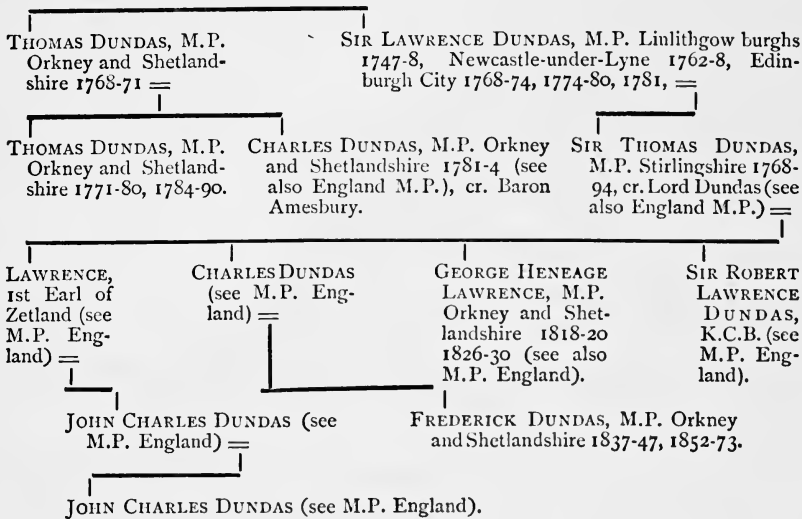 THOMAS DUNDAS, M.P.
Orkney and Shetland-
shire 1768-71 =
SIR LAWRENCE DUNDAS, M.P. Linlithgow burghs
1747-8, Newcastle-under-Lyne 1762-8, Edin-
burgh City 1768-74, 1774-80, 1781, =
THOMAS DUNDAS, M.P.
Orkney and Shetland-
shire 1771-80, 1784-90.
CHARLES DUNDAS, M.P. Orkney
and Shetlandshire 1781-4 (see
also England M.P.), cr. Baron
Amesbury.
SIR THOMAS DUNDAS,
M.P. Stirlingshire 1768-
94, cr. Lord Dundas (see
also England M.P.) =
LAWRENCE,
1st Earl of
Zetland (see
M.P. Eng-
land) =
CHARLES DUNDAS
(see M.P. Eng-
land) =
GEORGE HENEAGE
LAWRENCE, M.P.
Orkney and Shet-
landshire 1818-20
1826-30 (see also
M.P. England).
SIR ROBERT
LAWRENCE
DUNDAS,
K.C.B. (see
M.P. Eng-
land).
JOHN CHARLES DUNDAS (see
M.P. England) =
FREDERICK DUNDAS, M.P. Orkney
and Shetlandshire 1837-47, 1852-73.
JOHN CHARLES DUNDAS (see M.P. England).